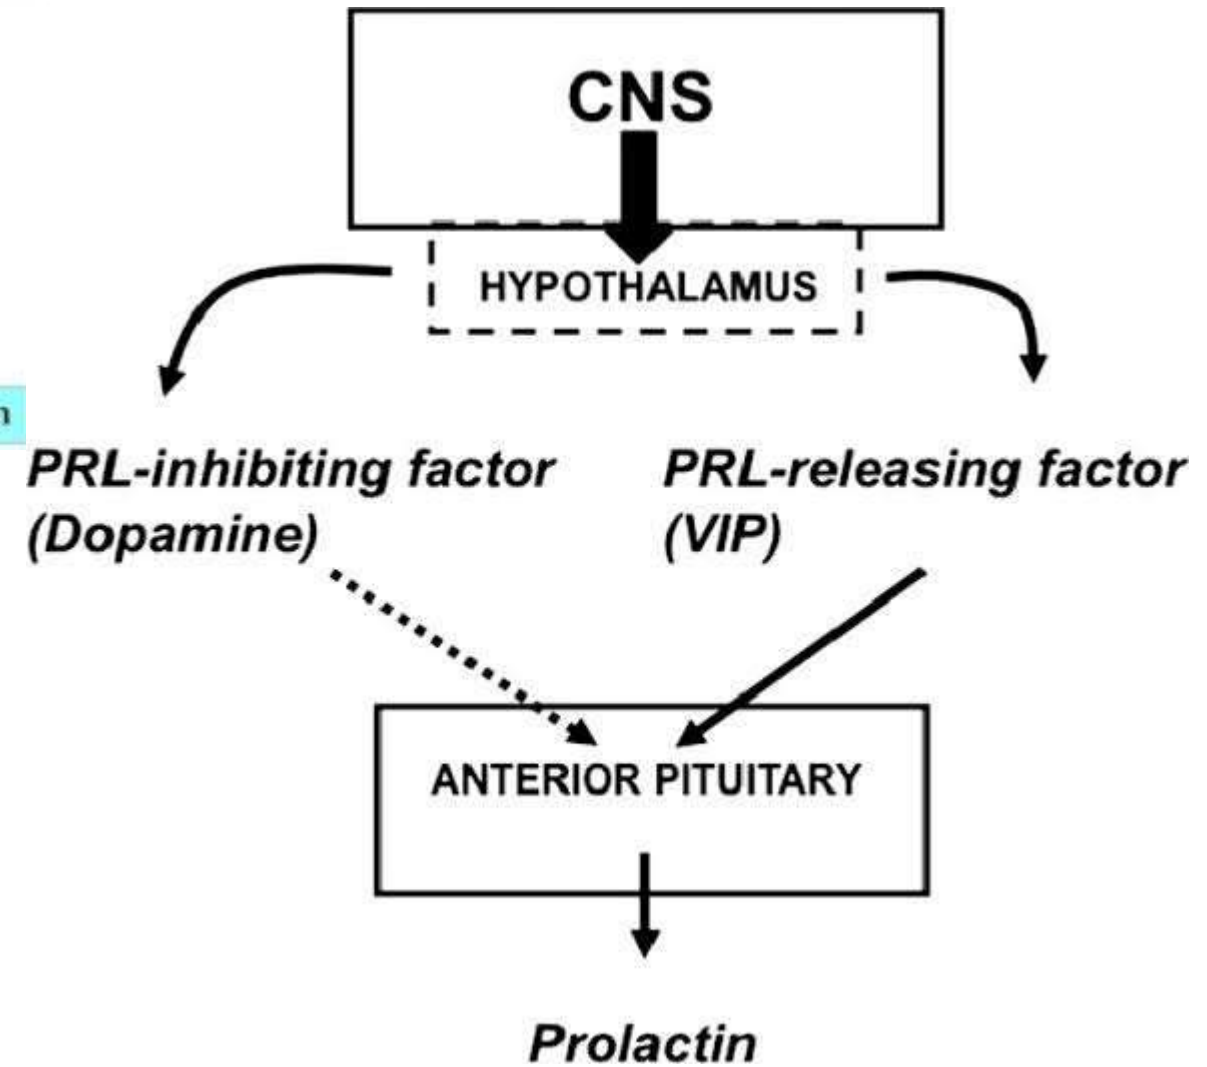 CNS
HYPOTHALAMUS
PRL-inhibiting factor
(Dopamine)
PRL-releasing factor
(VIP)
ANTERIOR PITUITARY
Prolactin